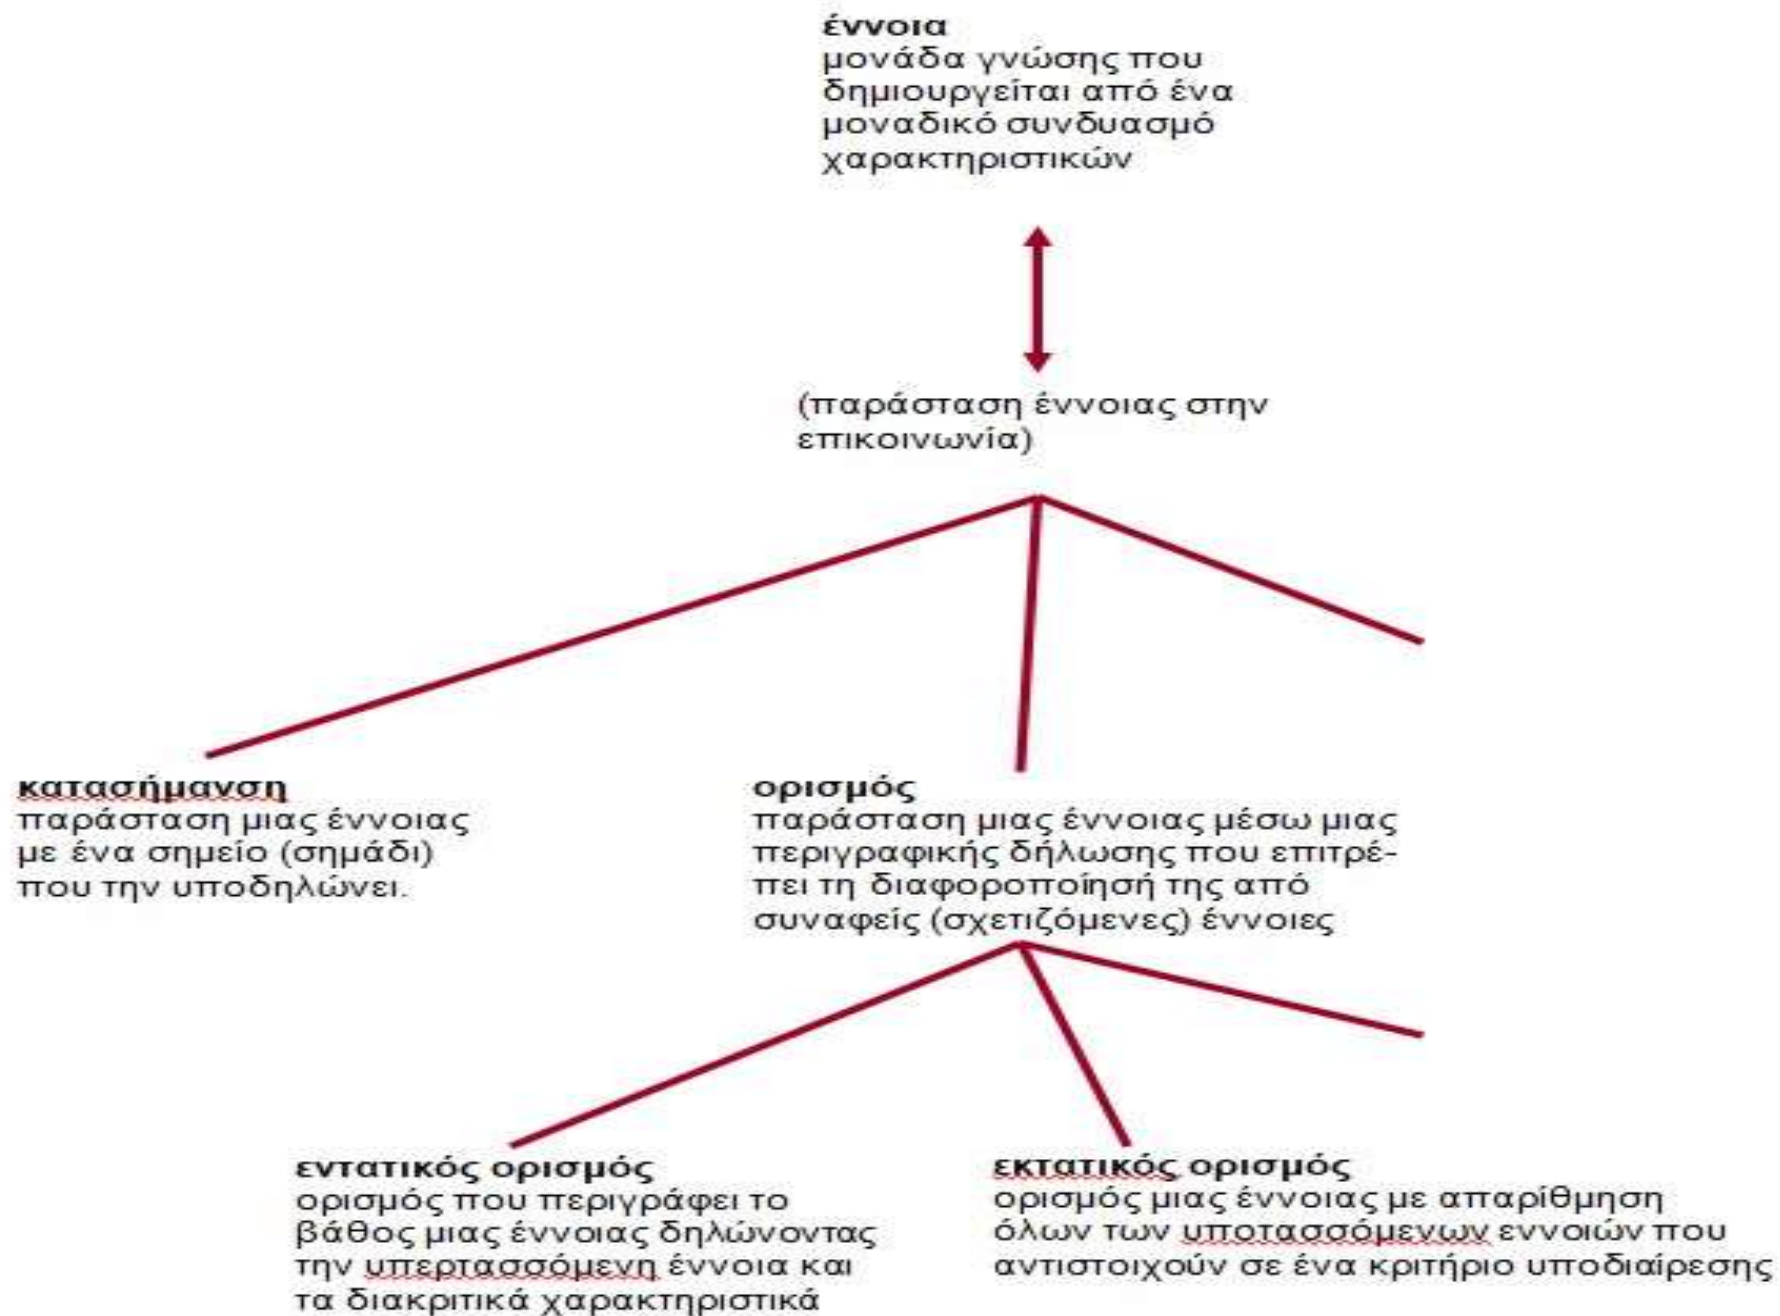 έννοια
μονάδα γνώσης που
δημιουργείται από ένα
μοναδικό συνδυασμό
χαρακτηριστικών
(παράσταση έννοιας στην
επικοινωνία)
κατασήμανση
παράσταση μιας έννοιας
με ένα σημείο (σημάδι)
που την υποδηλώνει.
ορισμός
παράσταση μιας έννοιας μέσω μιας
περιγραφικής δήλωσης που επιτρέ-
πει τη διαφοροποίησή της από
συναφείς (σχετιζόμενες) έννοιες
εντατικός ορισμός
ορισμός που περιγράφει το
βάθος μιας έννοιας δηλώνοντας
την υπερτασσόμενη έννοια και
τα διακριτικά χαρακτηριστικά
εκτατικός ορισμός
ορισμός μιας έννοιας με απαρίθμηση
όλων των υποτασσόμενων εννοιών που
αντιστοιχούν σε ένα κριτήριο υποδιαίρεσης